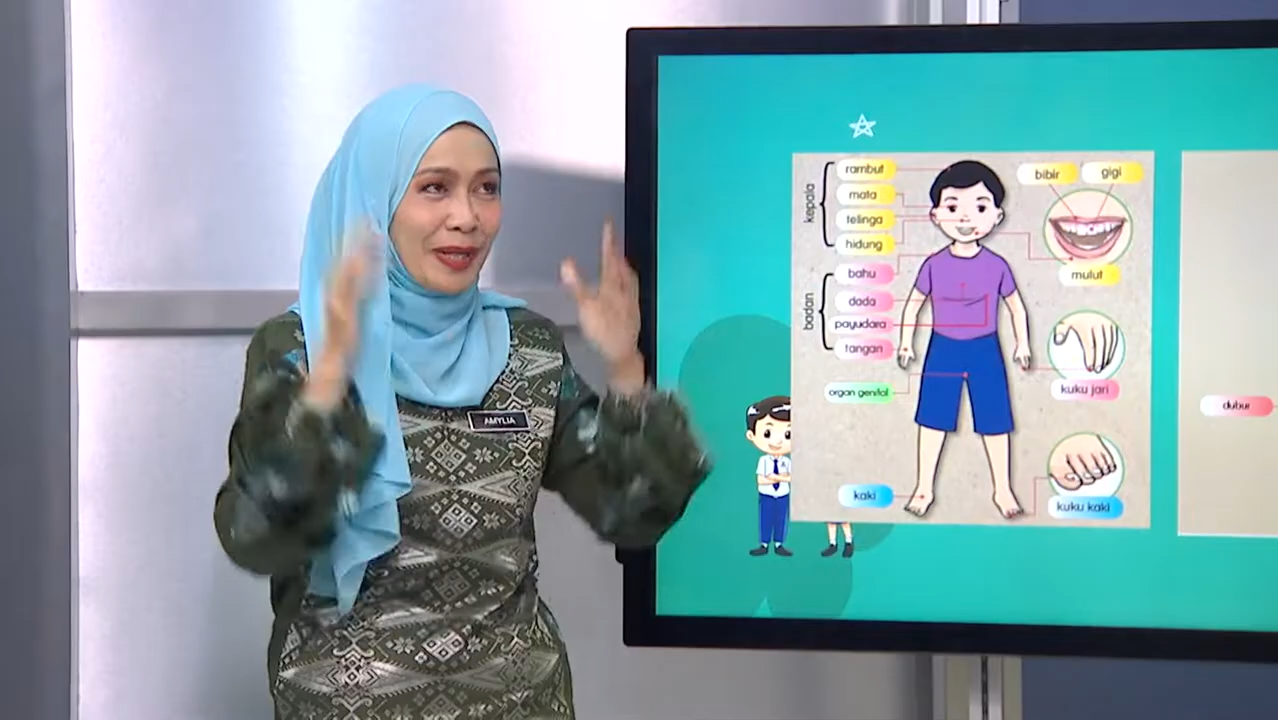 AMYLIA
kepala
rambut
mata
telinga
hidung
badan
bahu
dada
payudara
tangan
organ genital
kaki
bibir
gigi
mulut
kuku jari
kuku kaki
dubur